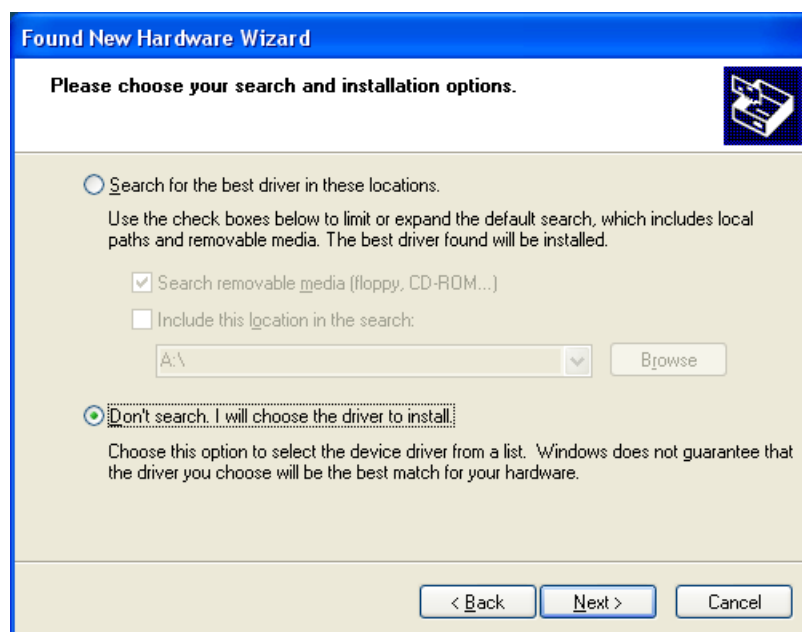 Found New Hardware Wizard
Please choose your search and installation options.
Search for the best driver in these locations.
Use the check boxes below to limit or expand the default search, which includes local
paths and removable media. The best driver found will be installed.
Search removable media (floppy, CD-ROM...)
Include this location in the search:
A:\
Browse
Don't search. I will choose the driver to install.
Choose this option to select the device driver from a list. Windows does not guarantee that
the driver you choose will be the best match for your hardware.
< Back
Next >
Cancel